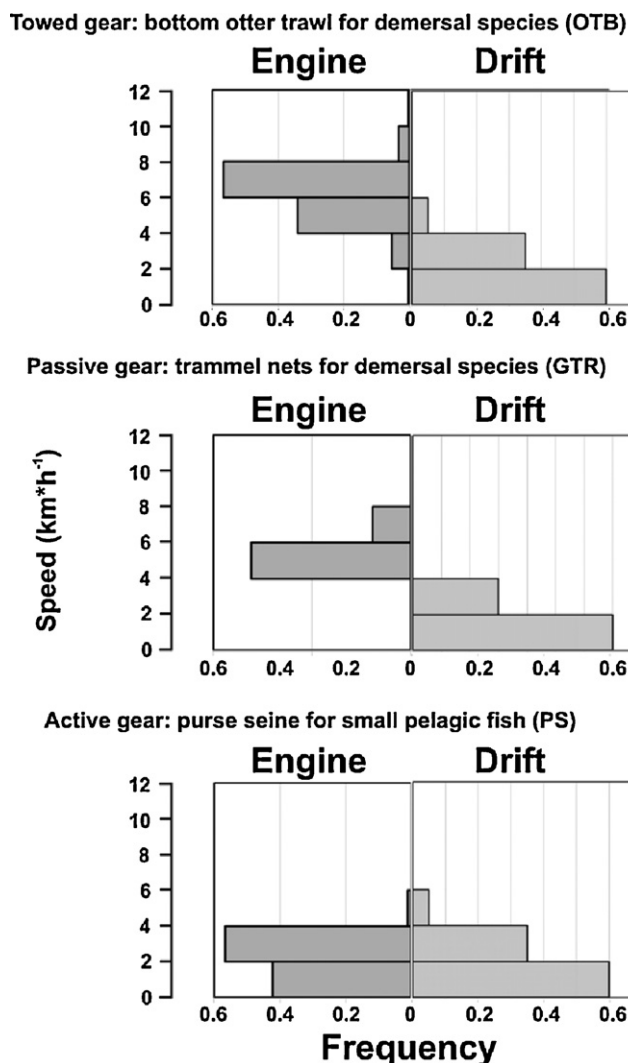 Towed gear: bottom otter trawl for demersal species (OTB)
Engine Drift
12
10
8
6
4
2
0
0.6 0.4 0.2 0 0.2 0.4 0.6
Passive gear: trammel nets for demersal species (GTR)
Engine Drift
12
10
8
6
4
2
0
Speed (km*h⁻¹)
0.6 0.4 0.2 0 0.2 0.4 0.6
Active gear: purse seine for small pelagic fish (PS)
Engine Drift
12
10
8
6
4
2
0
0.6 0.4 0.2 0 0.2 0.4 0.6
Frequency